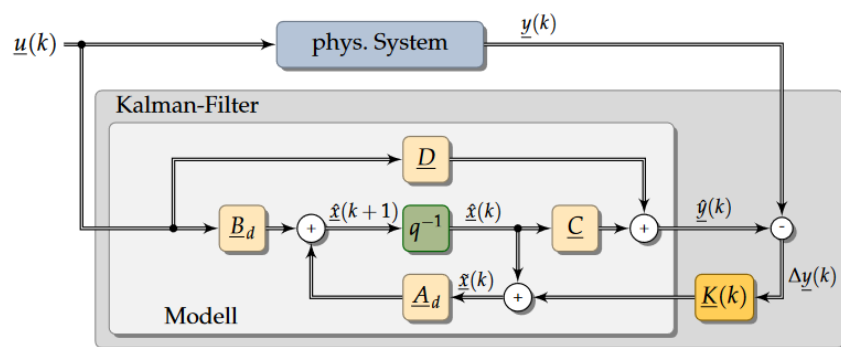 u(k)
phys. System
y(k)
Kalman-Filter
D
B_d
+
x̂(k+1)
q⁻¹
x̂(k)
C
+
ŷ(k)
-
A_d
x̃(k)
+
K(k)
Δy(k)
Modell